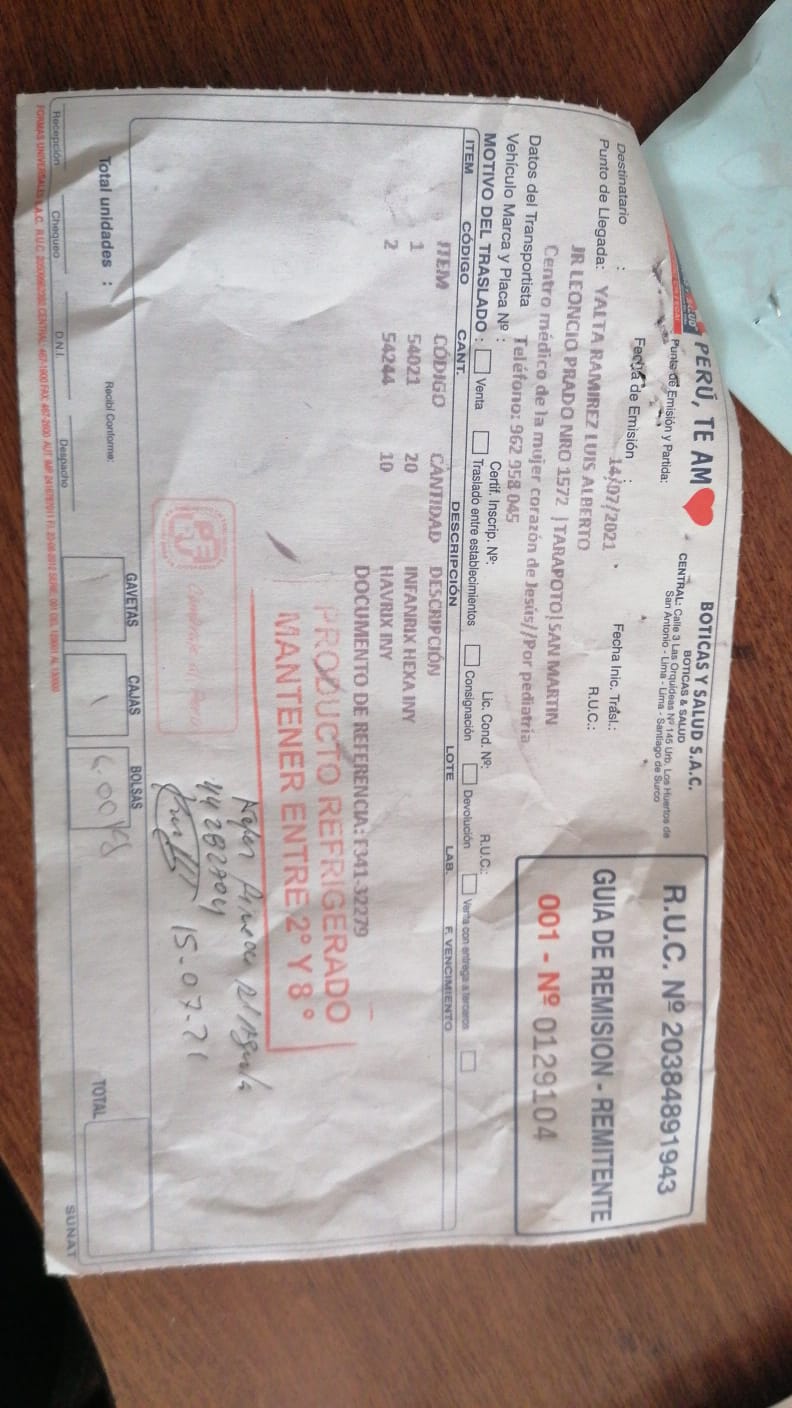 PERÚ, TE AM
BOTICAS Y SALUD S.A.C.
BOTICAS & SALUD
CENTRAL: Calle 3 Las Orquídeas Nº 145 Urb. Los Huertos de
San Antonio - Lima - Lima - Santiago de Surco
R.U.C. Nº 20384891943
GUIA DE REMISION - REMITENTE
001 - Nº 0129104
Punto de Emisión y Partida:
Fecha de Emisión : 14/07/2021
Fecha Inic. Trasl.:
Destinatario : YALTA RAMIREZ LUIS ALBERTO
R.U.C.:
Punto de Llegada: JR LEONCIO PRADO NRO 1572 |TARAPOTO|SAN MARTIN
Centro médico de la mujer corazón de Jesús//Por pediatría
Datos del Transportista
Teléfono: 962 958 045
R.U.C.:
Vehículo Marca y Placa Nº :
Certif. Inscrip. Nº:
Lic. Cond. Nº:
MOTIVO DEL TRASLADO : Venta Traslado entre establecimientos Consignación Devolución Venta con entrega a terceros
ITEM CÓDIGO CANT. DESCRIPCIÓN LOTE LAB. F. VENCIMIENTO
ITEM CÓDIGO CANTIDAD DESCRIPCIÓN
1 54021 20 INFANRIX HEXA INY
2 54244 10 HAVRIX INY
DOCUMENTO DE REFERENCIA: F341-32279
PRODUCTO REFRIGERADO
MANTENER ENTRE 2º Y 8º
15-07-21
GAVETAS CAJAS BOLSAS TOTAL
Total unidades :
Recibí Conforme:
1
Recepción Chequeo D.N.I. Despacho
SUNAT